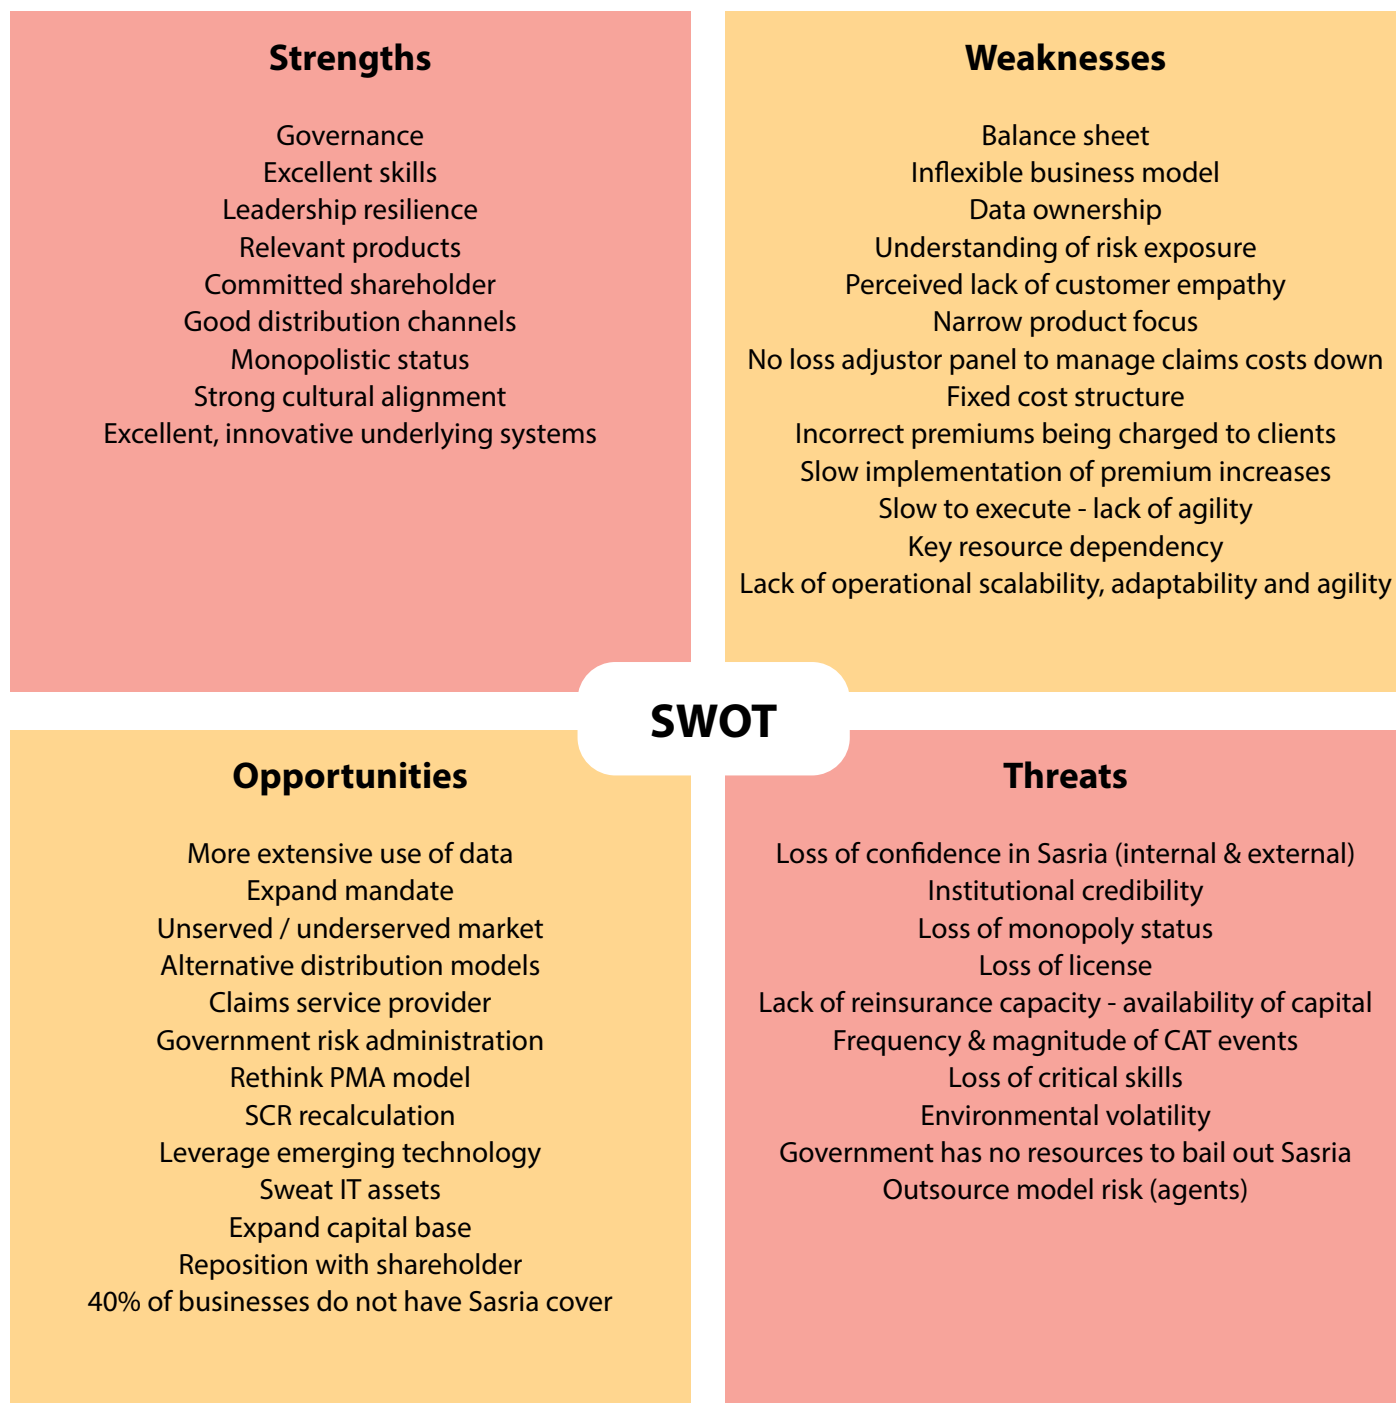 Strengths
Governance
Excellent skills
Leadership resilience
Relevant products
Committed shareholder
Good distribution channels
Monopolistic status
Strong cultural alignment
Excellent, innovative underlying systems
Weaknesses
Balance sheet
Inflexible business model
Data ownership
Understanding of risk exposure
Perceived lack of customer empathy
Narrow product focus
No loss adjustor panel to manage claims costs down
Fixed cost structure
Incorrect premiums being charged to clients
Slow implementation of premium increases
Slow to execute - lack of agility
Key resource dependency
Lack of operational scalability, adaptability and agility
SWOT
Opportunities
More extensive use of data
Expand mandate
Unserved / underserved market
Alternative distribution models
Claims service provider
Government risk administration
Rethink PMA model
SCR recalculation
Leverage emerging technology
Sweat IT assets
Expand capital base
Reposition with shareholder
40% of businesses do not have Sasria cover
Threats
Loss of confidence in Sasria (internal & external)
Institutional credibility
Loss of monopoly status
Loss of license
Lack of reinsurance capacity - availability of capital
Frequency & magnitude of CAT events
Loss of critical skills
Environmental volatility
Government has no resources to bail out Sasria
Outsource model risk (agents)